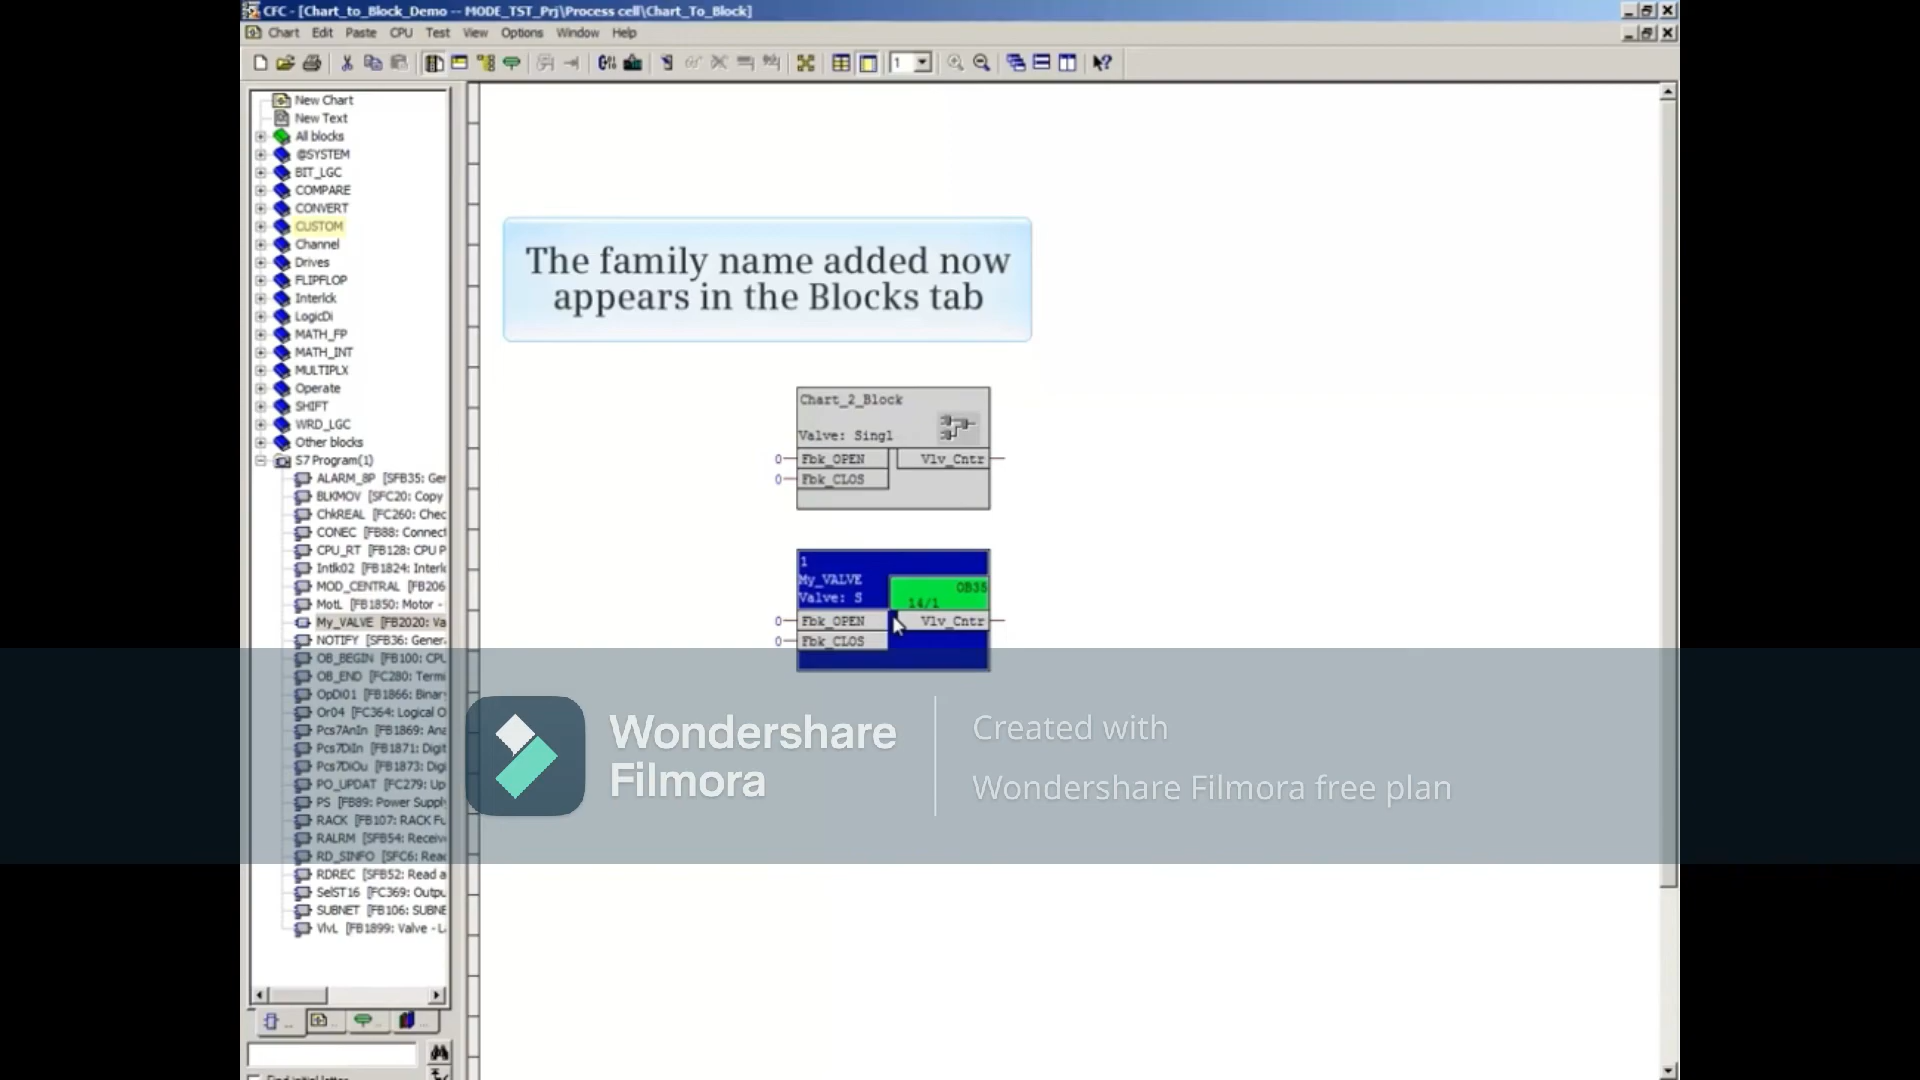 CFC - [Chart_to_Block_Demo -- MODE_TST_Prj\Process cell\Chart_To_Block]
Chart Edit Paste CPU Test View Options Window Help
1
New Chart
New Text
All blocks
@SYSTEM
BIT_LGC
COMPARE
CONVERT
CUSTOM
Channel
Drives
FLIPFLOP
Interlck
LogicDi
MATH_FP
MATH_INT
MULTIPLX
Operate
SHIFT
WRD_LGC
Other blocks
S7 Program(1)
ALARM_8P [SFB35: Ger
BLKMOV [SFC20: Copy
ChkREAL [FC260: Chec
CONEC [FB88: Connect
CPU_RT [FB128: CPU P
Intlk02 [FB1824: Interl
MOD_CENTRAL [FB206
MotL [FB1850: Motor -
My_VALVE [FB2020: Va
NOTIFY [SFB36: Gener
OB_BEGIN [FB100: CPU
OB_END [FC280: Termi
OpDi01 [FB1866: Binary
Or04 [FC364: Logical O
Pcs7AnIn [FB1869: Ana
Pcs7DiIn [FB1871: Digit
Pcs7DiOu [FB1873: Digi
PO_UPDAT [FC279: Up
PS [FB89: Power Supply
RACK [FB107: RACK Fu
RALRM [SFB54: Receiv
RD_SINFO [SFC6: Read
RDREC [SFB52: Read a
SelST16 [FC369: Outpu
SUBNET [FB106: SUBNE
VlvL [FB1899: Valve - L
The family name added now
appears in the Blocks tab
Chart_2_Block
Valve: Singl
0 Fbk_OPEN Vlv_Cntr
0 Fbk_CLOS
1
My_VALVE OB35
Valve: S 14/1
0 Fbk_OPEN Vlv_Cntr
0 Fbk_CLOS
Wondershare
Filmora
Created with
Wondershare Filmora free plan